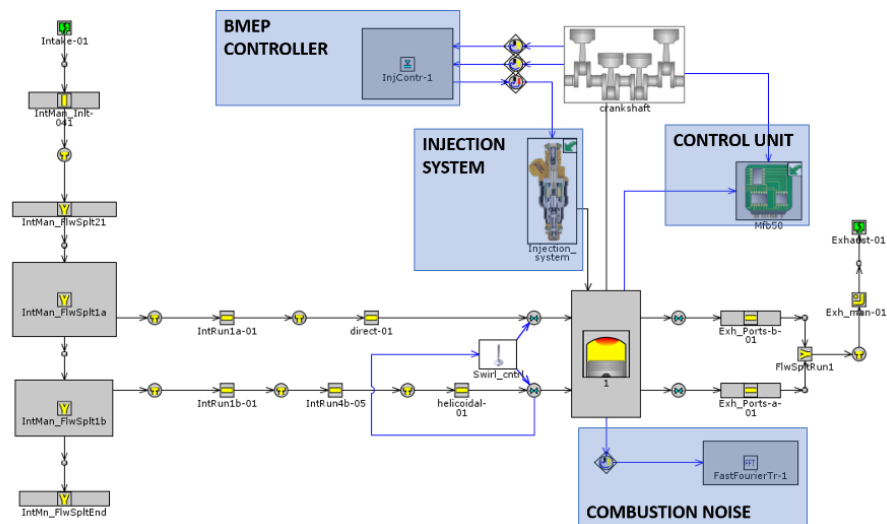 BMEP
CONTROLLER
Intake-01
InjContr-1
crankshaft
IntMan_Inlt-
041
INJECTION
SYSTEM
CONTROL UNIT
IntMan_FlwSplt21
Injection_
system
Mfb50
Exhaust-01
IntMan_FlwSplt1a
IntRun1a-01
direct-01
Exh_Ports-b-
01
Exh_man-01
Swirl_cntrl
FlwSpltRun1
1
IntMan_FlwSplt1b
IntRun1b-01
IntRun4b-05
helicoidal-
01
Exh_Ports-a-
01
FFT
FastFourierTr-1
IntMn_FlwSpltEnd
COMBUSTION NOISE